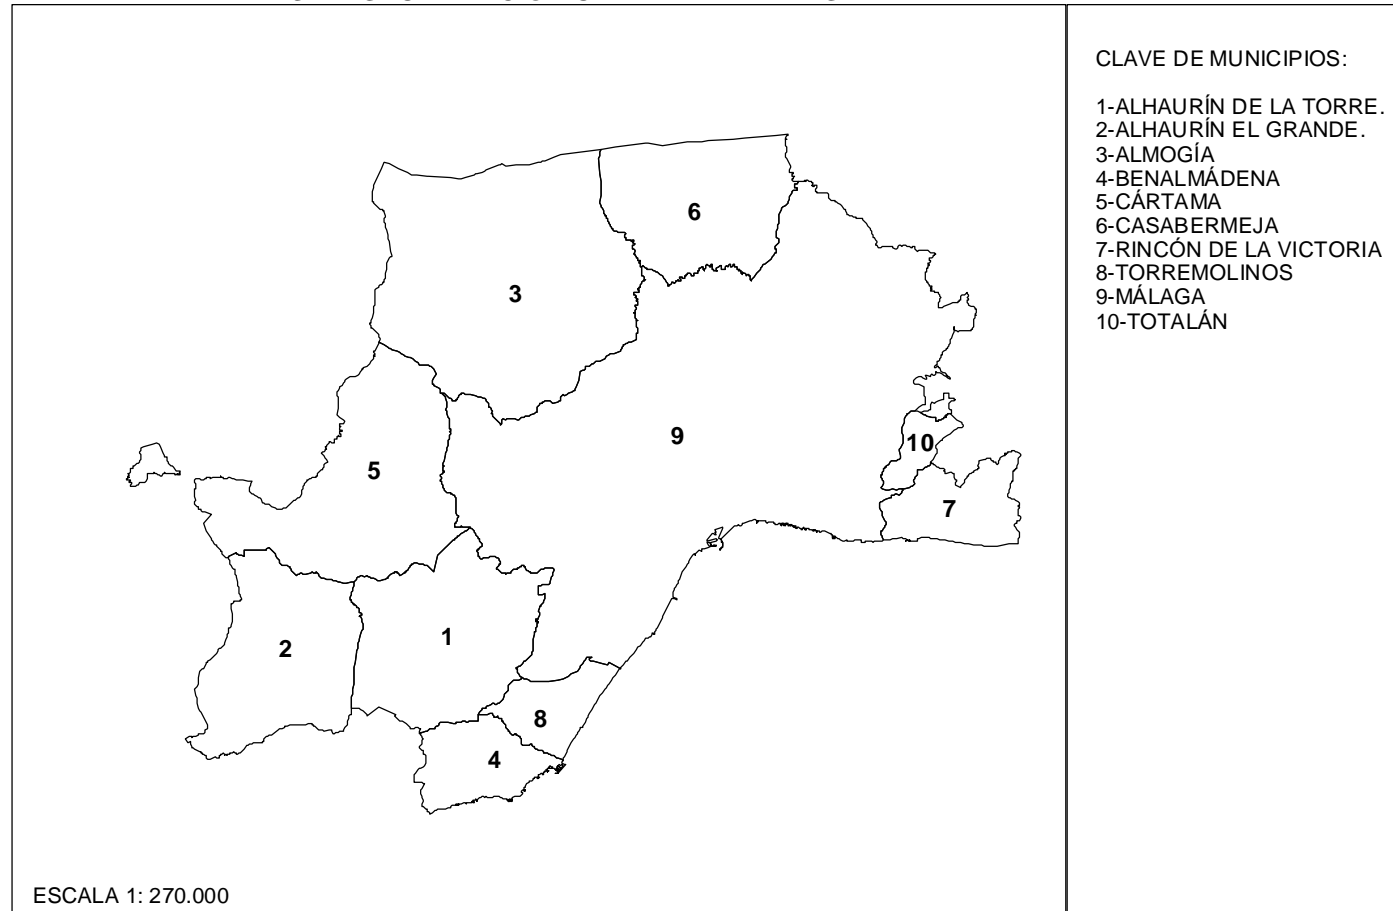 CLAVE DE MUNICIPIOS:
1-ALHAURÍN DE LA TORRE.
2-ALHAURÍN EL GRANDE.
3-ALMOGÍA
4-BENALMÁDENA
5-CÁRTAMA
6-CASABERMEJA
7-RINCÓN DE LA VICTORIA
8-TORREMOLINOS
9-MÁLAGA
10-TOTALÁN
6
3
9
10
5
7
1
2
8
4
ESCALA 1: 270.000